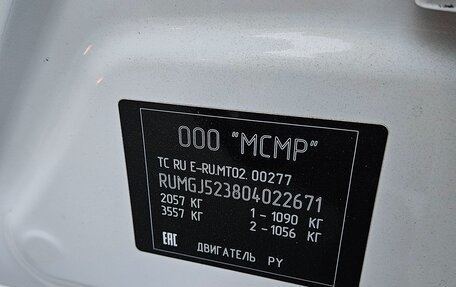 ООО "МСМР"
ТС RU E-RU.MT02.00277
RUMGJ523804022671
2057 КГ 1 - 1090 КГ
3557 КГ 2 - 1056 КГ
EAC ДВИГАТЕЛЬ PY